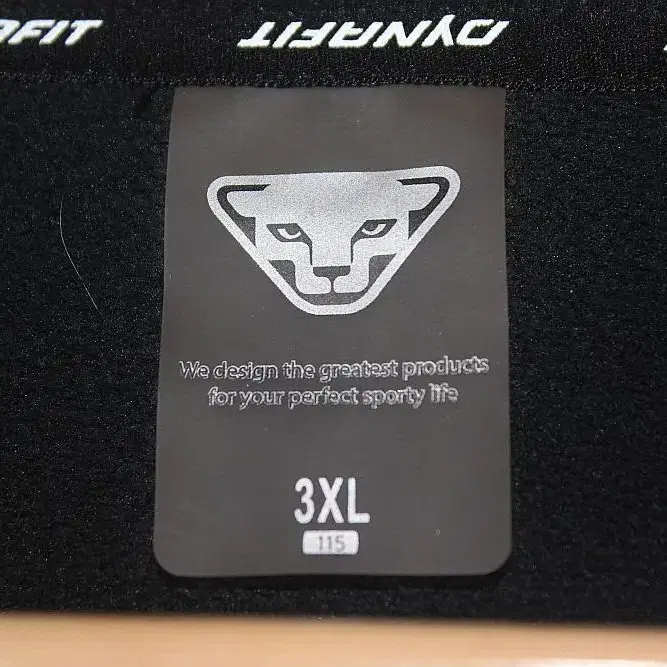 DYNAFIT
We design the greatest products
for your perfect sporty life
3XL
115